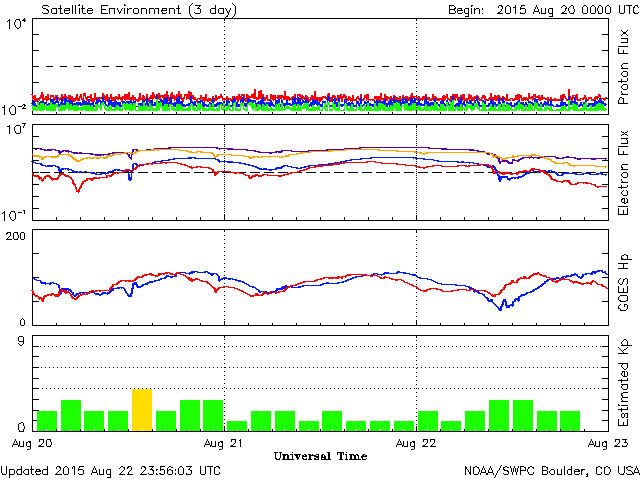 Satellite Environment (3 day) Begin: 2015 Aug 20 0000 UTC
10⁴
10⁻²
Proton Flux
10⁷
10⁻¹
Electron Flux
200
0
GOES Hp
9
0
Estimated Kp
Aug 20 Aug 21 Aug 22 Aug 23
Universal Time
Updated 2015 Aug 22 23:56:03 UTC NOAA/SWPC Boulder, CO USA